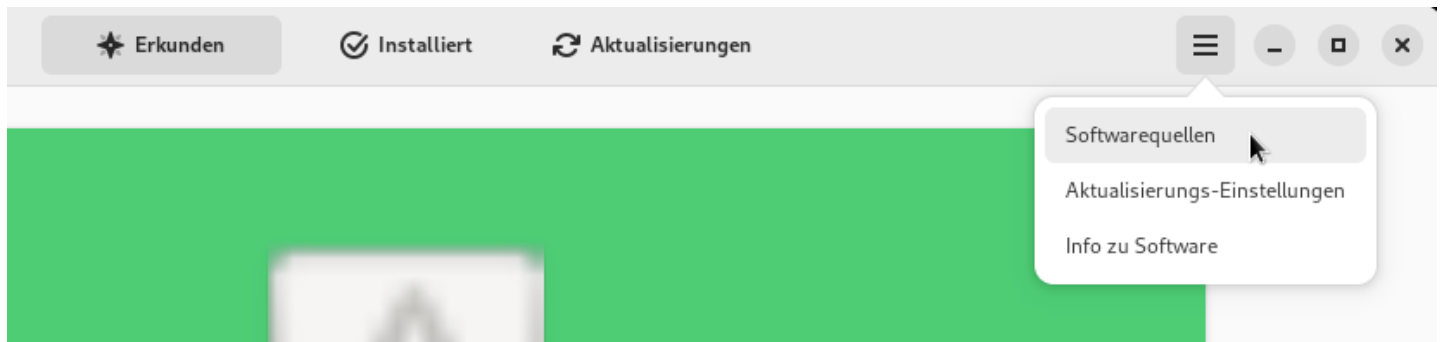 Erkunden
Installiert
Aktualisierungen
Softwarequellen
Aktualisierungs-Einstellungen
Info zu Software